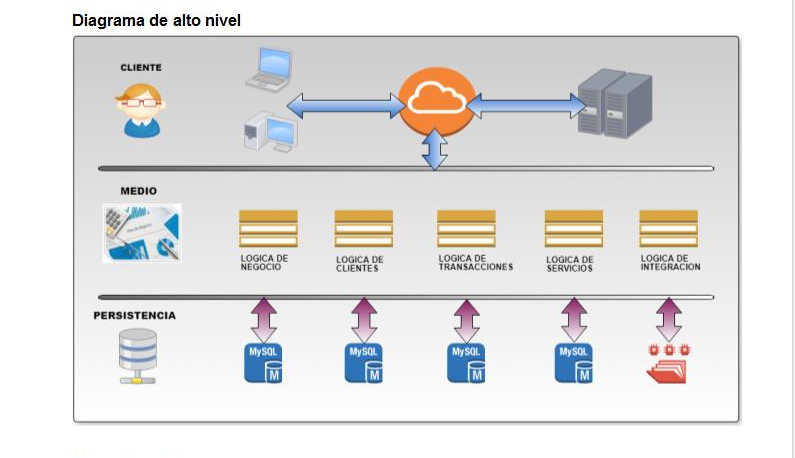 Diagrama de alto nivel
CLIENTE
MEDIO
LOGICA DE
NEGOCIO
LOGICA DE
CLIENTES
LOGICA DE
TRANSACCIONES
LOGICA DE
SERVICIOS
LOGICA DE
INTEGRACION
PERSISTENCIA
MySQL
M
MySQL
M
MySQL
M
MySQL
M